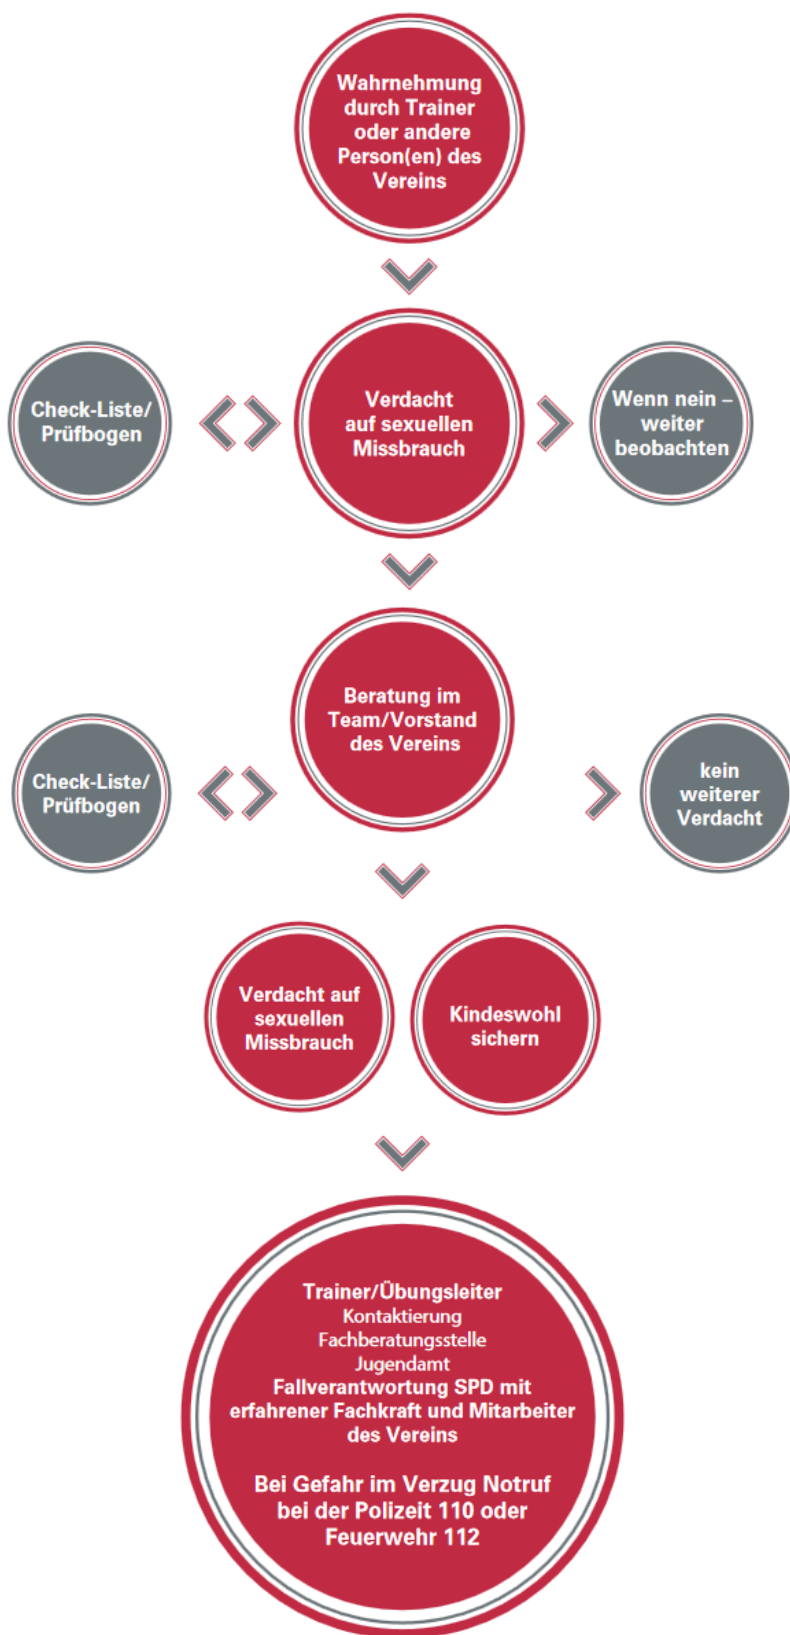 Wahrnehmung
durch Trainer
oder andere
Person(en) des
Vereins
Check-Liste/
Prüfbogen
Verdacht
auf sexuellen
Missbrauch
Wenn nein –
weiter
beobachten
Beratung im
Team/Vorstand
des Vereins
Check-Liste/
Prüfbogen
kein
weiterer
Verdacht
Verdacht auf
sexuellen
Missbrauch
Kindeswohl
sichern
Trainer/Übungsleiter
Kontaktierung
Fachberatungsstelle
Jugendamt
Fallverantwortung SPD mit
erfahrener Fachkraft und Mitarbeiter
des Vereins
Bei Gefahr im Verzug Notruf
bei der Polizeit 110 oder
Feuerwehr 112